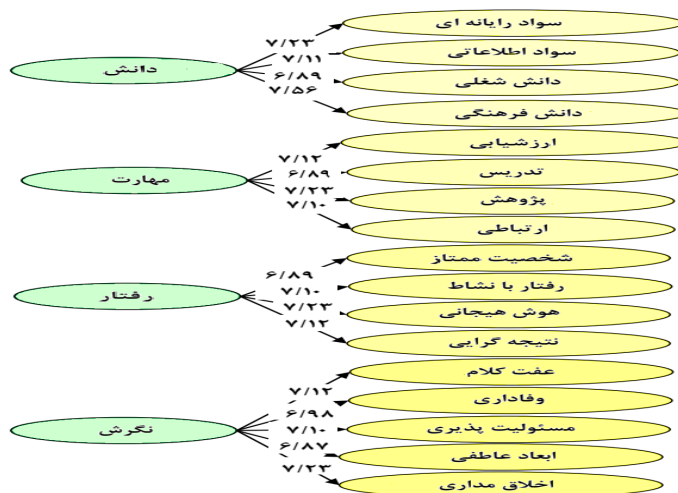 دانش
۷/۲۳
سواد رایانه ای
۷/۱۱
سواد اطلاعاتی
۶/۸۹
دانش شغلی
۷/۵۶
دانش فرهنگی
مهارت
۷/۱۲
ارزشیابی
۶/۸۹
تدریس
۷/۲۳
پژوهش
۷/۱۰
ارتباطی
رفتار
۶/۸۹
شخصیت ممتاز
۷/۱۰
رفتار با نشاط
۷/۲۳
هوش هیجانی
۷/۱۲
نتیجه گرایی
نگرش
۷/۱۲
عفت کلام
۶/۹۸
وفاداری
۷/۱۰
مسئولیت پذیری
۶/۸۷
ابعاد عاطفی
۷/۲۳
اخلاق مداری